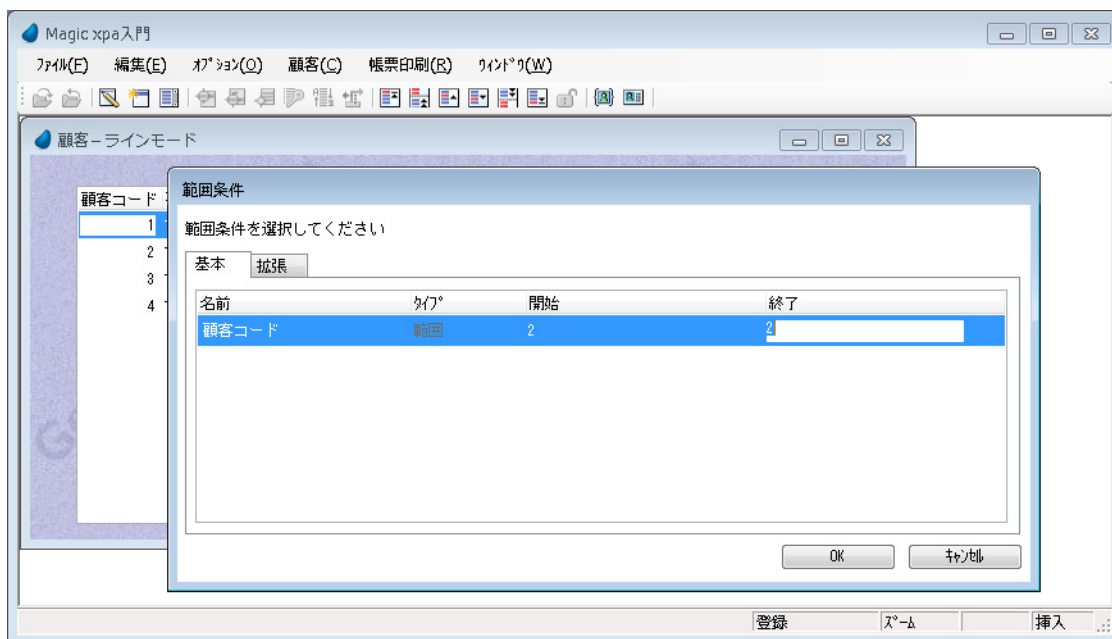 Magic xpa入門
ﾌｧｲﾙ(F) 編集(E) ｵﾌﾟｼｮﾝ(O) 顧客(C) 帳票印刷(R) ｳｨﾝﾄﾞｳ(W)
顧客－ラインモード
範囲条件
顧客コード
範囲条件を選択してください
1
2
3
4
基本 拡張
名前 ﾀｲﾌﾟ 開始 終了
顧客コード 範囲 2 2
OK ｷｬﾝｾﾙ
登録 ｽﾞｰﾑ 挿入